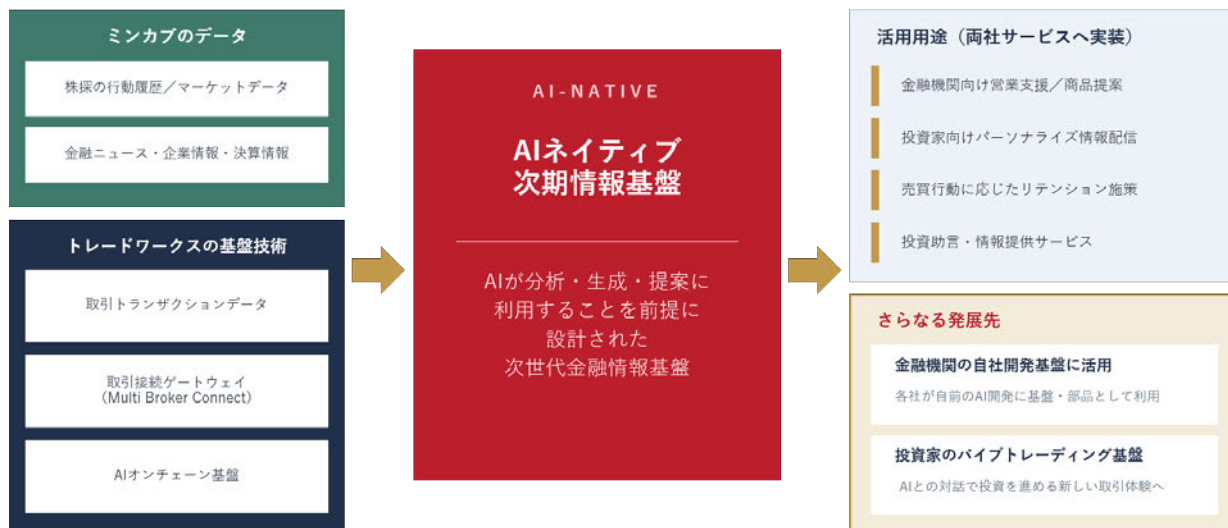 ミンカブのデータ
株探の行動履歴／マーケットデータ
金融ニュース・企業情報・決算情報
トレードワークスの基盤技術
取引トランザクションデータ
取引接続ゲートウェイ
（Multi Broker Connect）
AIオンチェーン基盤
AI-NATIVE
AIネイティブ
次期情報基盤
AIが分析・生成・提案に
利用することを前提に
設計された
次世代金融情報基盤
活用用途（両社サービスへ実装）
金融機関向け営業支援／商品提案
投資家向けパーソナライズ情報配信
売買行動に応じたリテンション施策
投資助言・情報提供サービス
さらなる発展先
金融機関の自社開発基盤に活用
各社が自前のAI開発に基盤・部品として利用
投資家のバイブトレーディング基盤
AIとの対話で投資を進める新しい取引体験へ